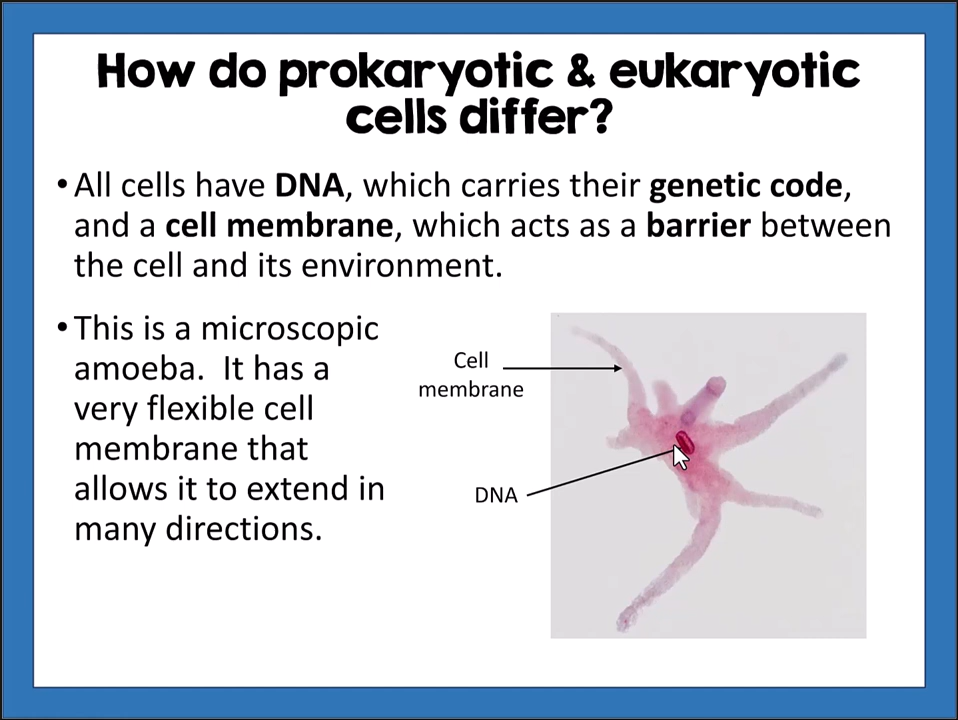 How do prokaryotic & eukaryotic
cells differ?
•All cells have DNA, which carries their genetic code,
and a cell membrane, which acts as a barrier between
the cell and its environment.
•This is a microscopic
amoeba.  It has a
very flexible cell
membrane that
allows it to extend in
many directions.
Cell
membrane
DNA